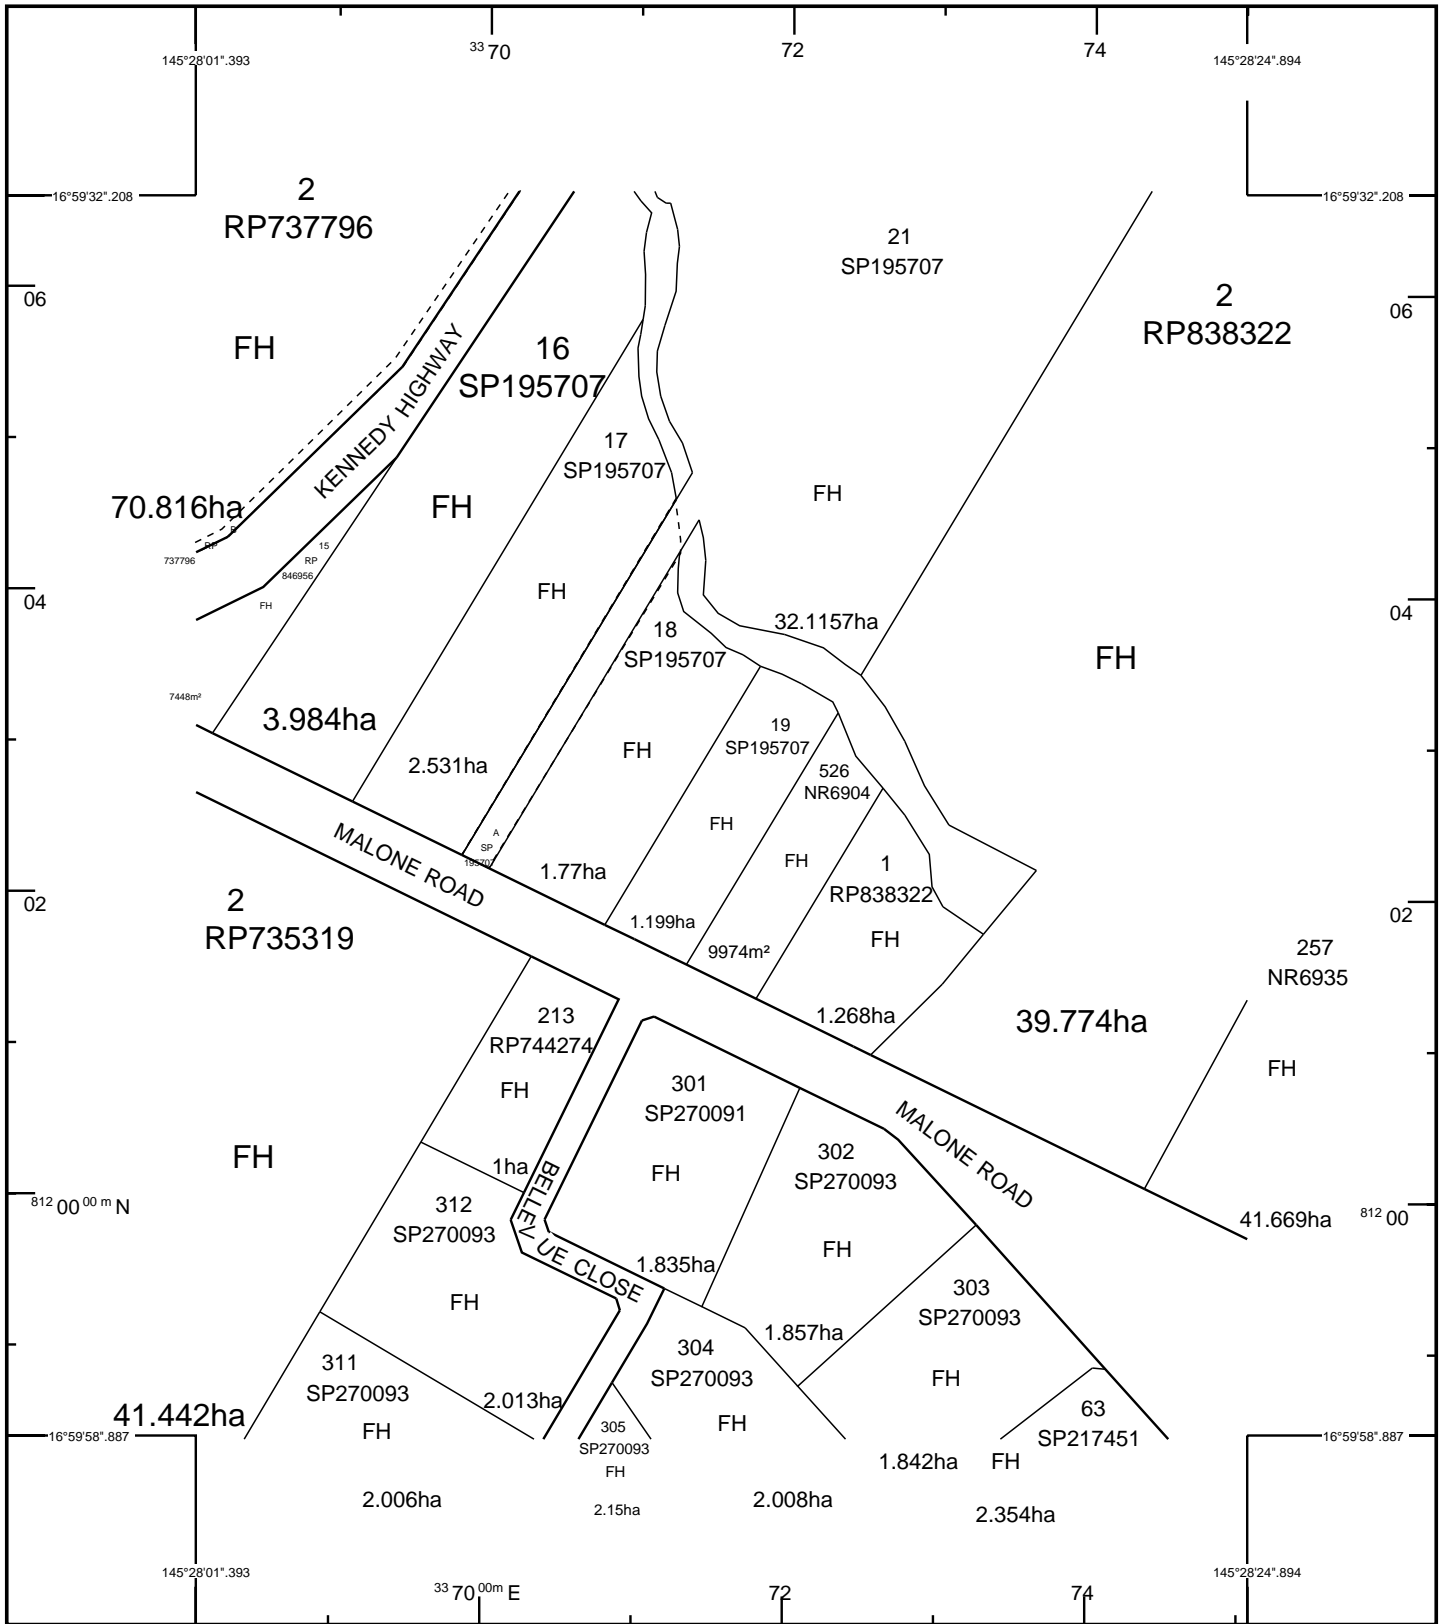 33 70
72
74
145°28'01".393
145°28'24".894
16°59'32".208
16°59'32".208
2
RP737796
21
SP195707
2
RP838322
06
06
FH
KENNEDY HIGHWAY
16
SP195707
17
SP195707
70.816ha
FH
FH
B
RP
737796
15
RP
846956
FH
FH
04
04
32.1157ha
18
SP195707
FH
7448m²
3.984ha
2.531ha
FH
19
SP195707
526
NR6904
FH
FH
A
SP
195707
MALONE ROAD
1.77ha
1
RP838322
02
02
2
RP735319
1.199ha
9974m²
FH
257
NR6935
213
RP744274
1.268ha
39.774ha
FH
FH
301
SP270091
MALONE ROAD
FH
1ha
FH
302
SP270093
BELLEVUE CLOSE
812 00 00 m N
312
SP270093
41.669ha
812 00
FH
1.835ha
FH
303
SP270093
1.857ha
304
SP270093
311
SP270093
FH
2.013ha
41.442ha
FH
305
SP270093
FH
FH
63
SP217451
16°59'58".887
16°59'58".887
1.842ha
FH
2.006ha
2.15ha
2.008ha
2.354ha
145°28'01".393
145°28'24".894
33 70 00m E
72
74